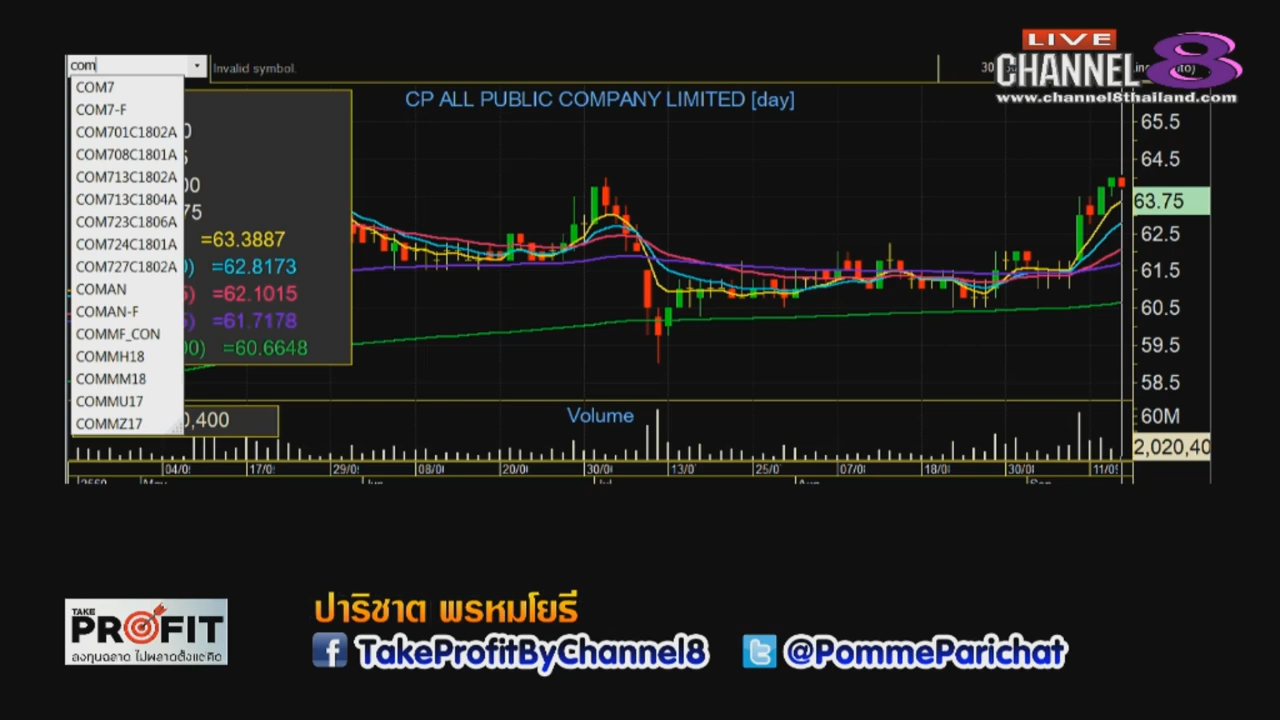 LIVE
CHANNEL 8
www.channel8thailand.com
com
Invalid symbol.
CP ALL PUBLIC COMPANY LIMITED [day]
COM7
COM7-F
COM701C1802A
COM708C1801A
COM713C1802A
COM713C1804A
COM723C1806A
COM724C1801A
COM727C1802A
COMAN
COMAN-F
COMMF_CON
COMMH18
COMMM18
COMMU17
COMMZ17
=63.3887
=62.8173
=62.1015
=61.7178
=60.6648
65.5
64.5
63.75
62.5
61.5
60.5
59.5
58.5
0,400
Volume
60M
2,020,40
04/0 17/0 29/0 08/0 20/0 30/0 13/0 25/0 07/0 18/0 30/0 11/0
TAKE
PROFIT
ลงทุนฉลาด ไม่พลาดตั้งแต่คิด
ปาริชาต พรหมโยธี
TakeProfitByChannel8 @PommeParichat